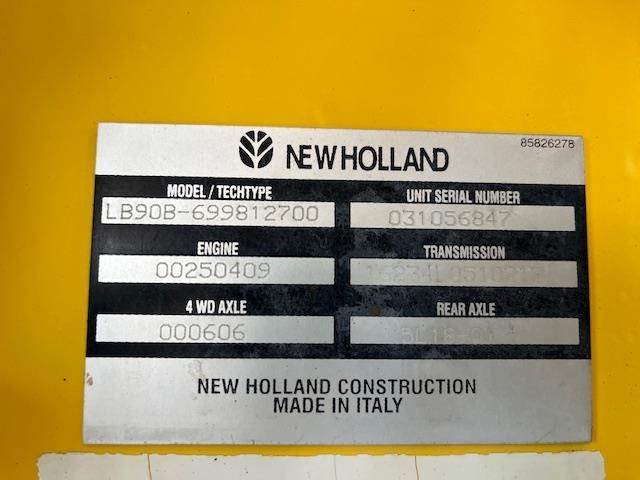 85826278
NEW HOLLAND
MODEL / TECHTYPE UNIT SERIAL NUMBER
LB90B-699812700 031056847
ENGINE TRANSMISSION
00250409
4 WD AXLE REAR AXLE
000606
NEW HOLLAND CONSTRUCTION
MADE IN ITALY